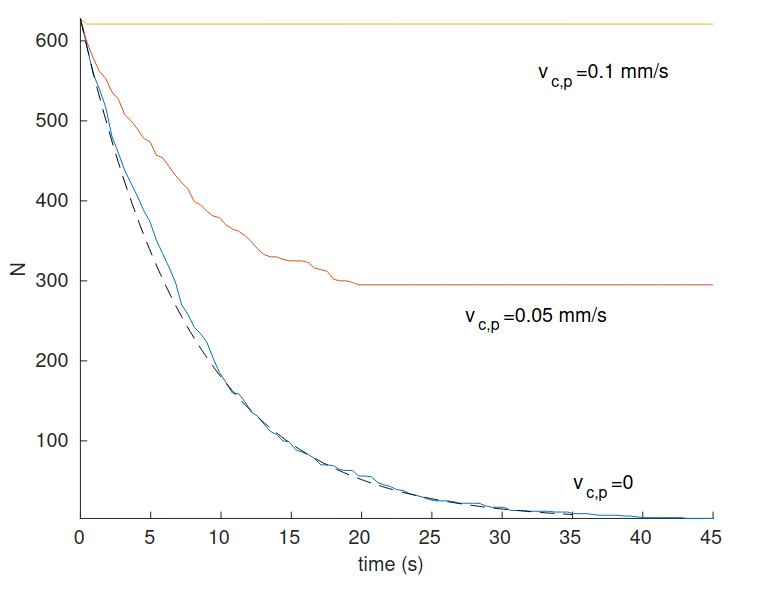 600
v c,p =0.1 mm/s
500
400
N
300
v c,p =0.05 mm/s
200
100
v c,p =0
0 5 10 15 20 25 30 35 40 45
time (s)